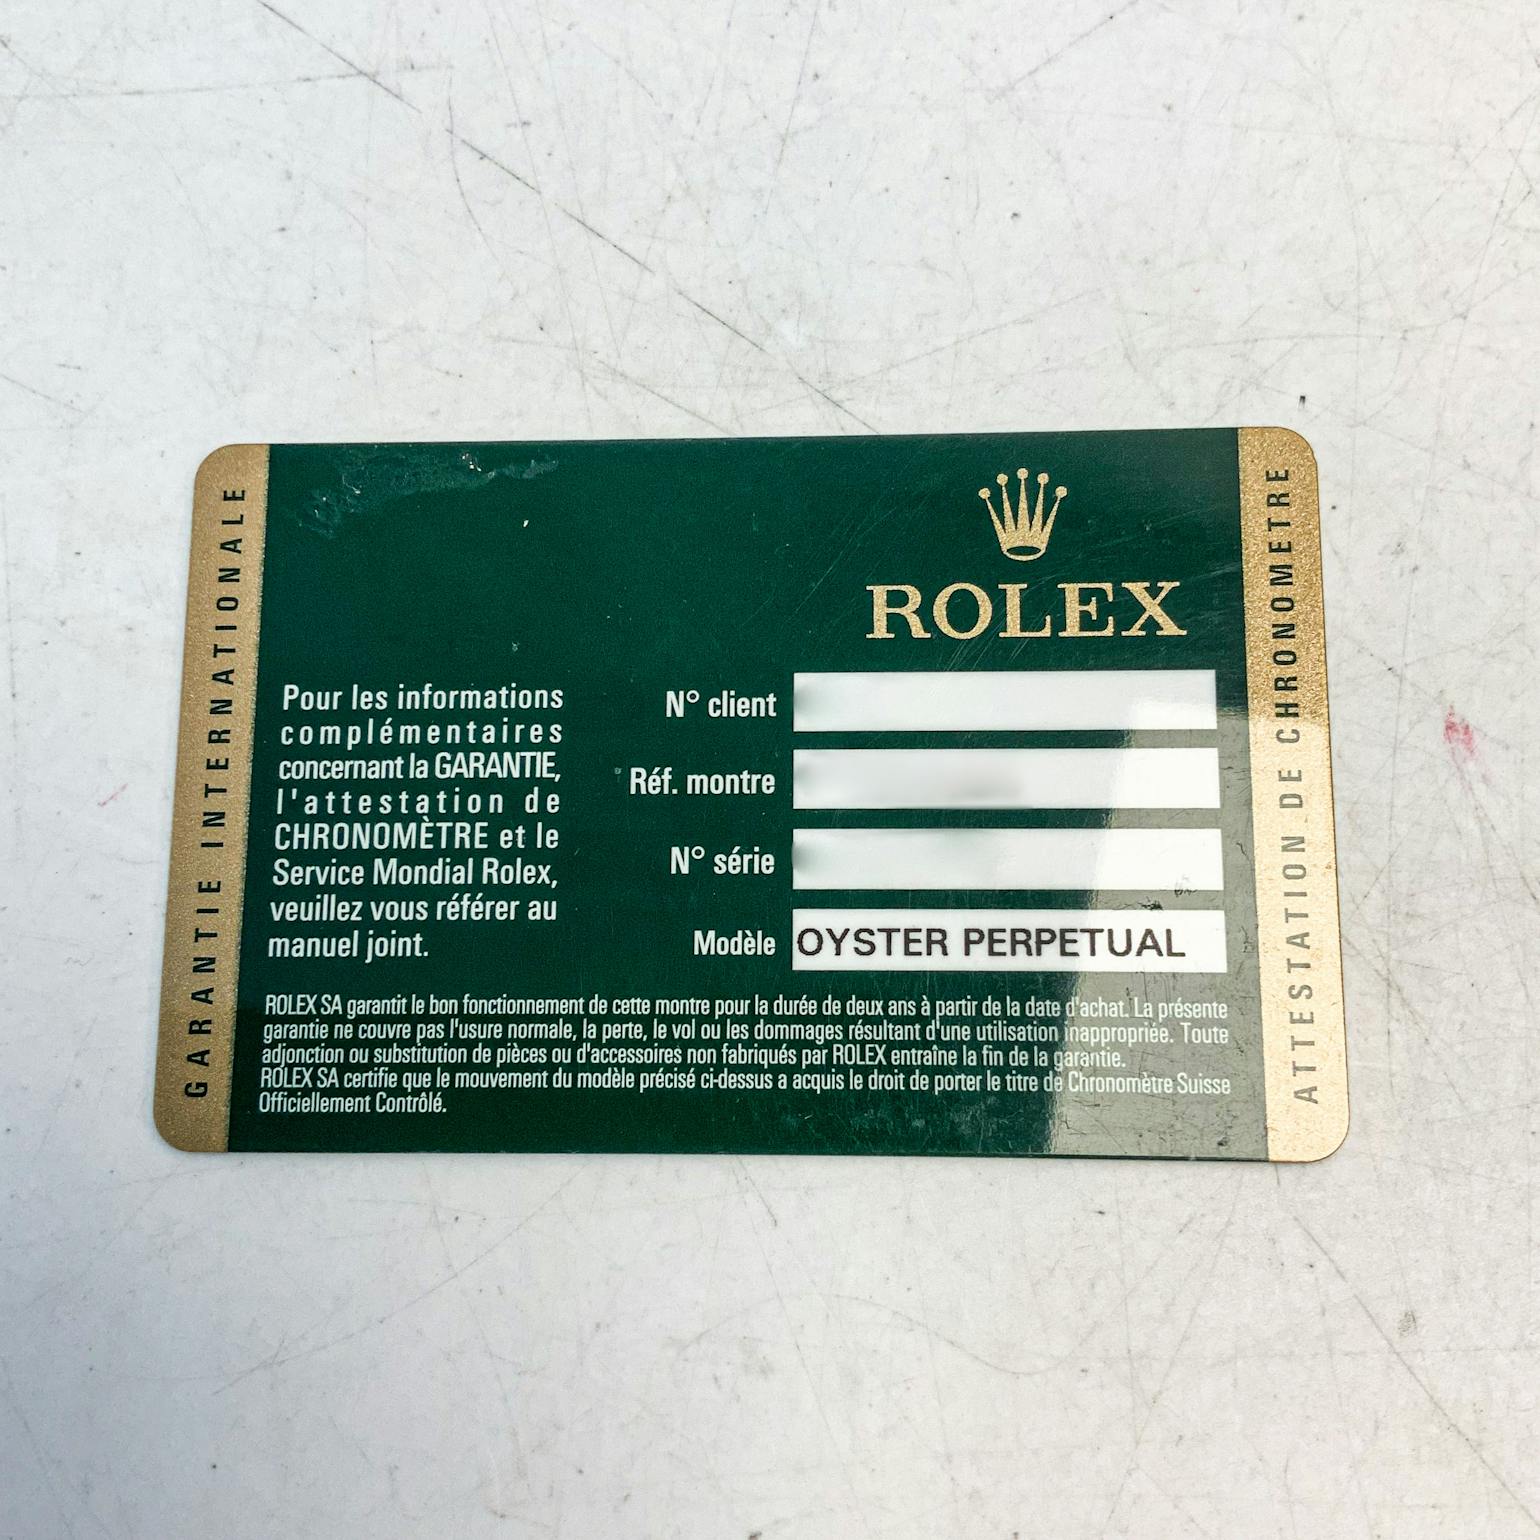 GARANTIE INTERNATIONALE
ROLEX
Pour les informations
complémentaires
concernant la GARANTIE,
l'attestation de
CHRONOMÈTRE et le
Service Mondial Rolex,
veuillez vous référer au
manuel joint.
N° client
Réf. montre
N° série
Modèle OYSTER PERPETUAL
ROLEX SA garantit le bon fonctionnement de cette montre pour la durée de deux ans à partir de la date d'achat. La présente
garantie ne couvre pas l'usure normale, la perte, le vol ou les dommages résultant d'une utilisation inappropriée. Toute
adjonction ou substitution de pièces ou d'accessoires non fabriqués par ROLEX entraîne la fin de la garantie.
ROLEX SA certifie que le mouvement du modèle précisé ci-dessus a acquis le droit de porter le titre de Chronomètre Suisse
Officiellement Contrôlé.
ATTESTATION DE CHRONOMETRE